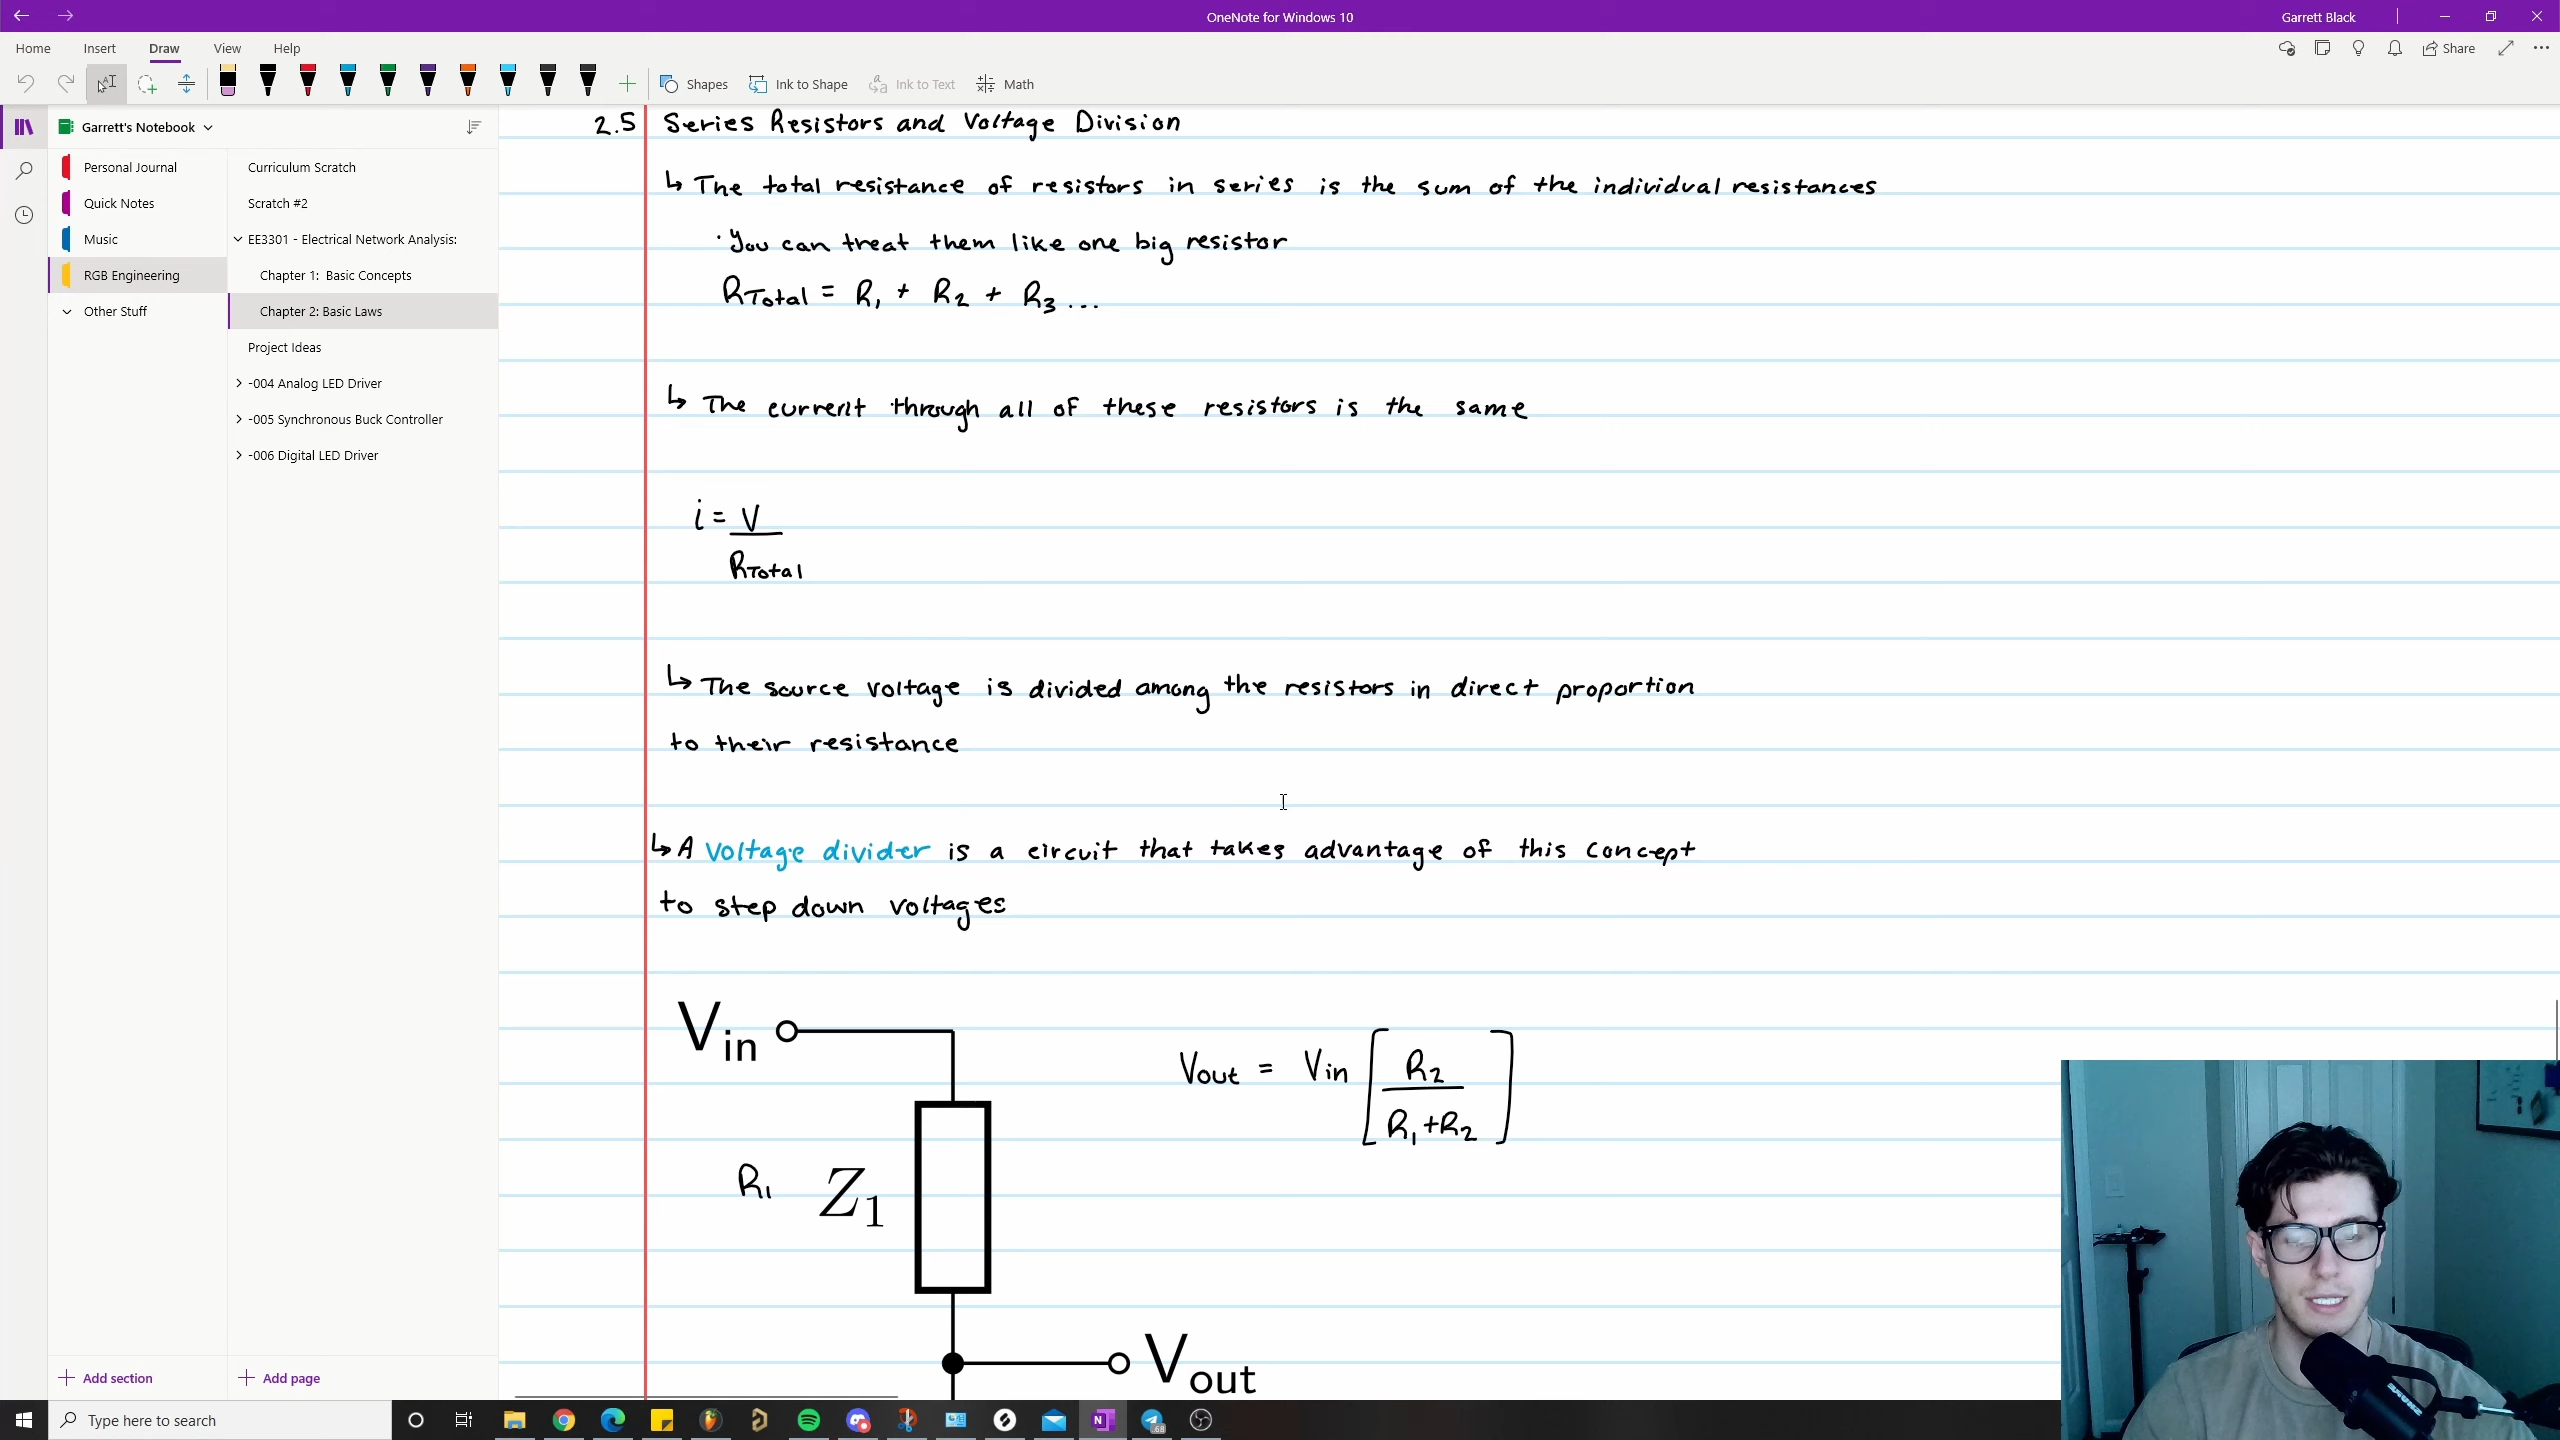 OneNote for Windows 10
Garrett Black
Home
Insert
Draw
View
Help
Share
Shapes
Ink to Shape
Ink to Text
Math
Garrett's Notebook
Personal Journal
Quick Notes
Music
RGB Engineering
Other Stuff
Curriculum Scratch
Scratch #2
EE3301 - Electrical Network Analysis:
Chapter 1: Basic Concepts
Chapter 2: Basic Laws
Project Ideas
-004 Analog LED Driver
-005 Synchronous Buck Controller
-006 Digital LED Driver
2.5 Series Resistors and Voltage Division
↳ The total resistance of resistors in series is the sum of the individual resistances
· You can treat them like one big resistor
RTotal = R1 + R2 + R3 ...
↳ The current through all of these resistors is the same
i = V
RTotal
↳ The source voltage is divided among the resistors in direct proportion
to their resistance
↳ A voltage divider is a circuit that takes advantage of this concept
to step down voltages
Vin
Vout = Vin [R2
R1+R2]
R1 Z1
Vout
Add section
Add page
Type here to search